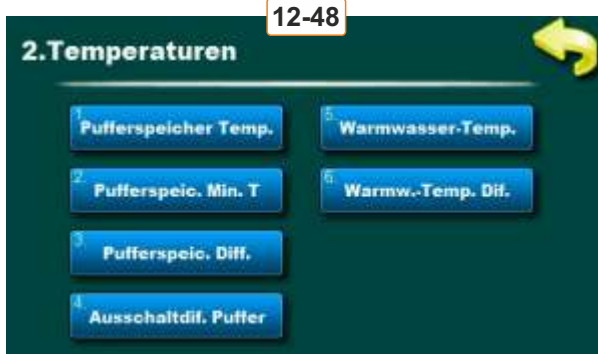 12-48
2.Temperaturen
1. Pufferspeicher Temp.
2. Pufferspeic. Min. T
3. Pufferspeic. Diff.
4. Ausschaltdif. Puffer
5. Warmwasser-Temp.
6. Warmw.-Temp. Dif.